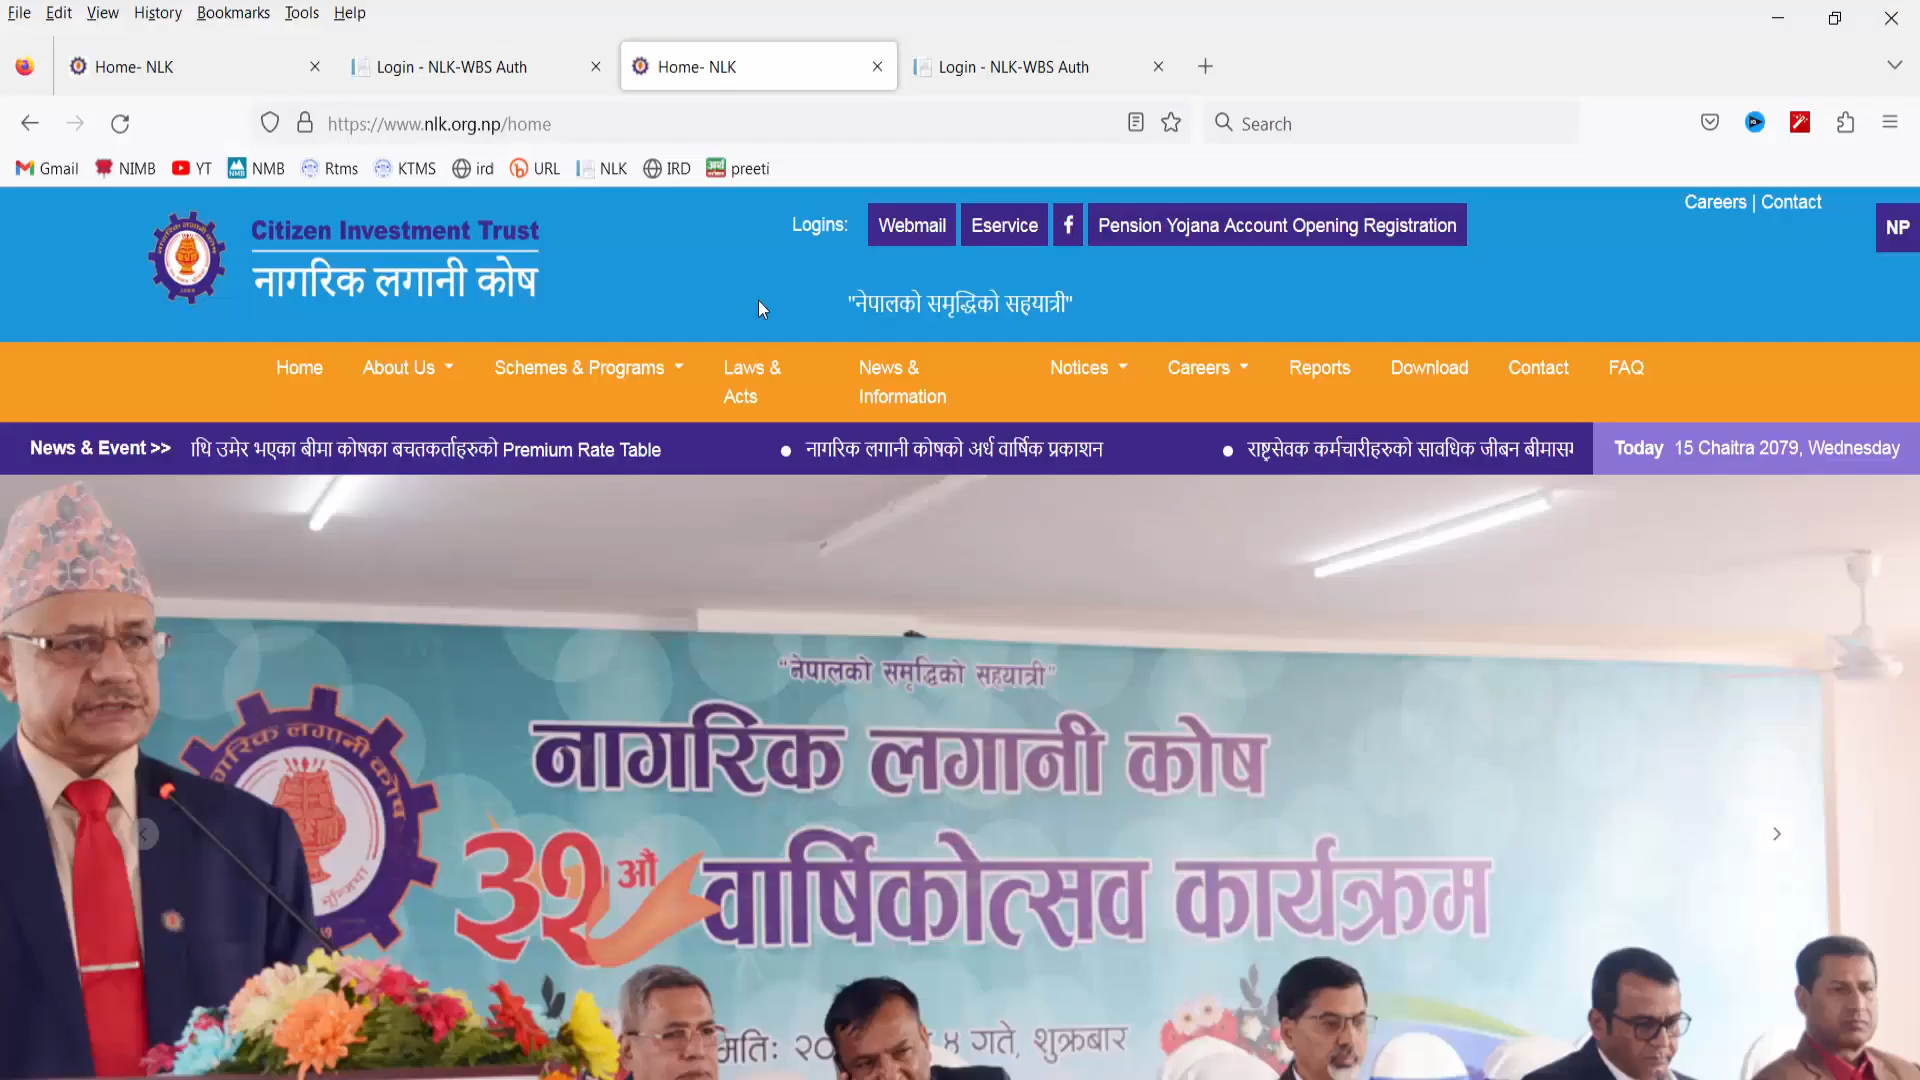 File Edit View History Bookmarks Tools Help
Home- NLK
Login - NLK-WBS Auth
Home- NLK
Login - NLK-WBS Auth
https://www.nlk.org.np/home
Search
Gmail NIMB YT NMB Rtms KTMS ird URL NLK IRD preeti
Careers | Contact
Citizen Investment Trust
नागरिक लगानी कोष
Logins: Webmail Eservice f Pension Yojana Account Opening Registration
NP
"नेपालको समृद्धिको सहयात्री"
Home About Us Schemes & Programs Laws & Acts News & Information Notices Careers Reports Download Contact FAQ
News & Event >> थि उमेर भएका बीमा कोषका बचतकर्ताहरुको Premium Rate Table
नागरिक लगानी कोषको अर्ध वार्षिक प्रकाशन
राष्ट्रसेवक कर्मचारीहरुको सावधिक जीबन बीमासम
Today 15 Chaitra 2079, Wednesday
"नेपालको समृद्धिको सहयात्री"
नागरिक लगानी कोष
३२औं वार्षिकोत्सव कार्यक्रम
४ गते, शुक्रबार